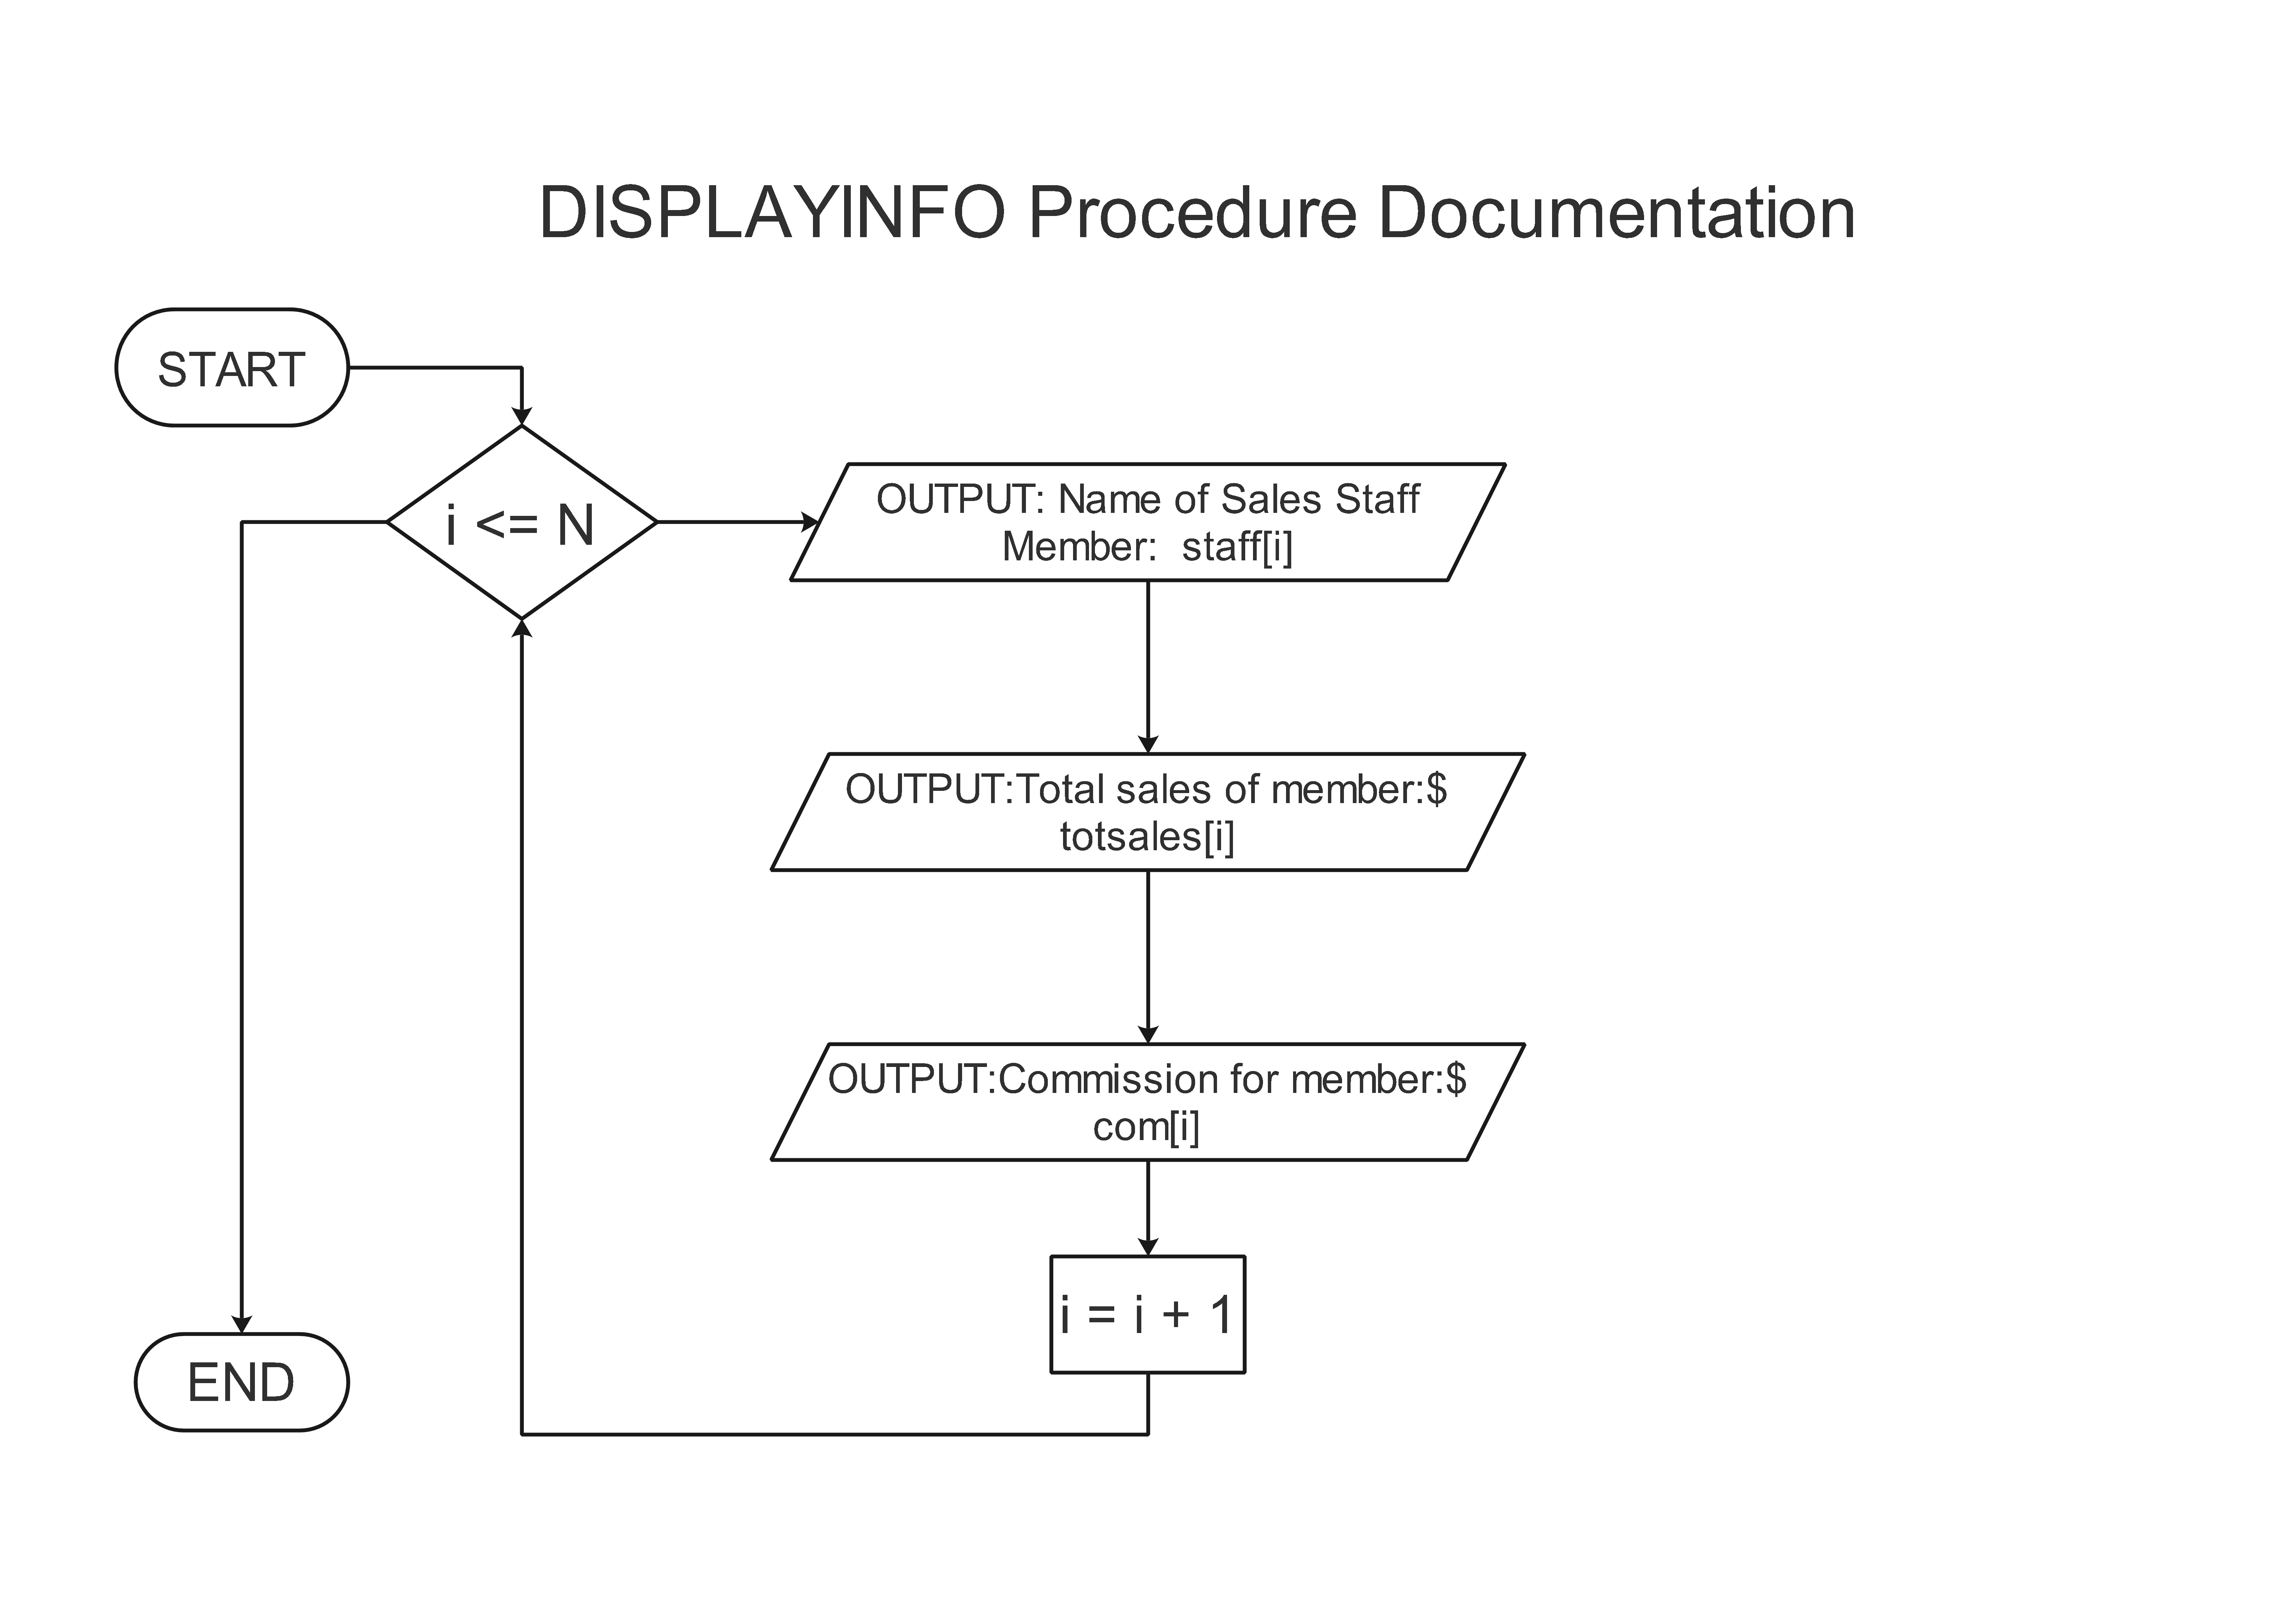 DISPLAYINFO Procedure Documentation
START
i <= N
OUTPUT: Name of Sales Staff
Member:  staff[i]
OUTPUT:Total sales of member:$
totsales[i]
OUTPUT:Commission for member:$
com[i]
i = i + 1
END